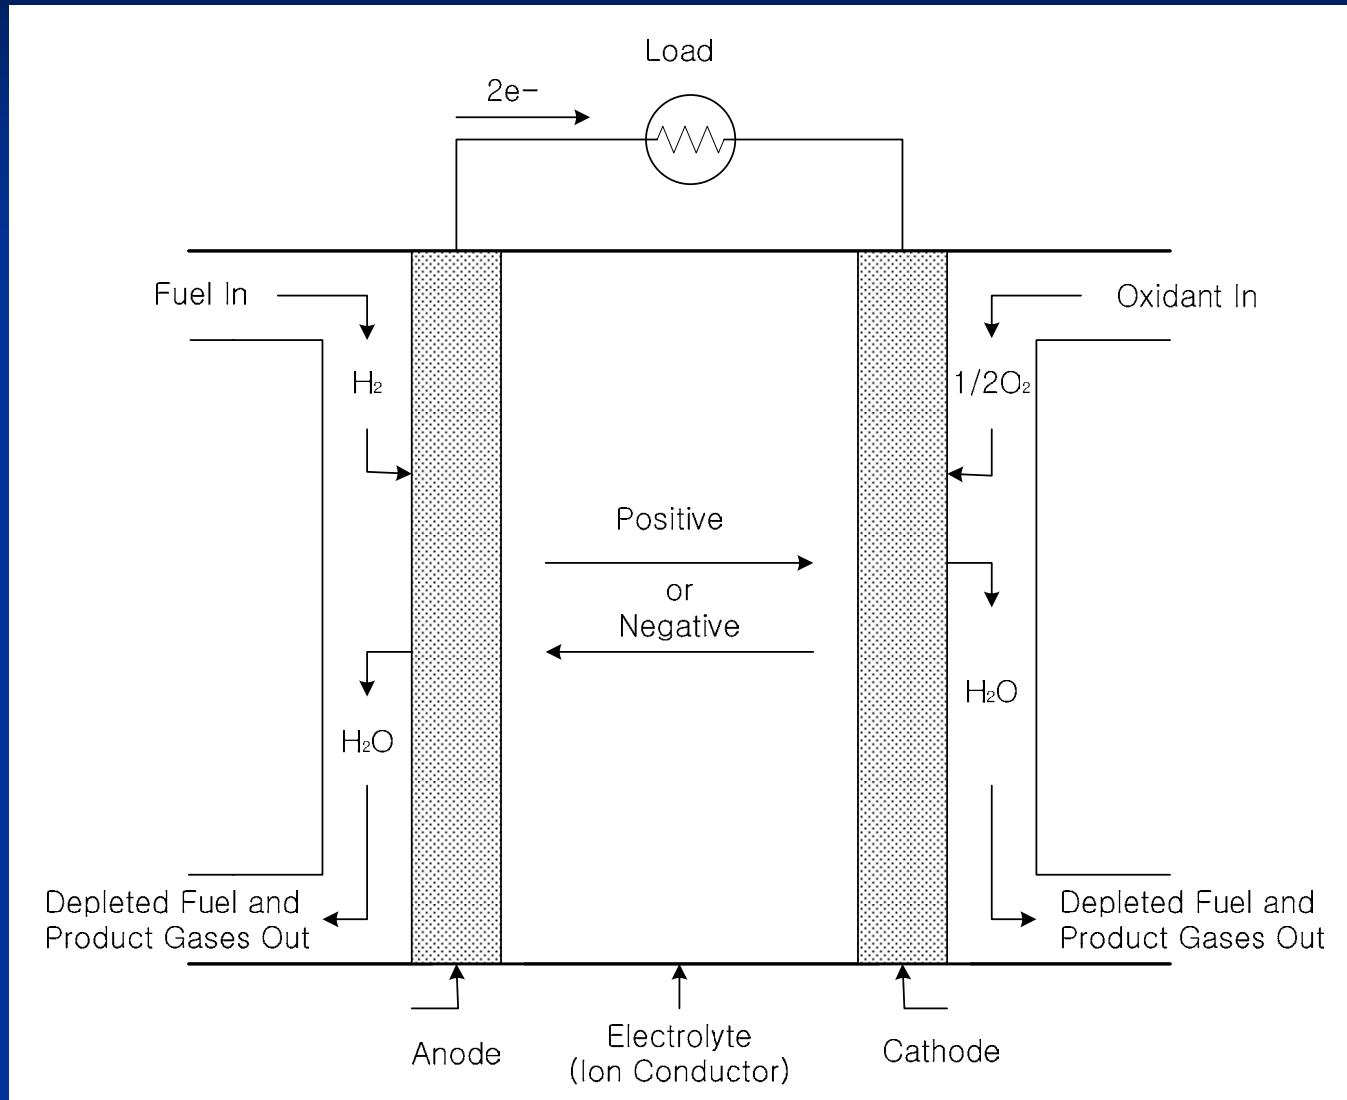 Load
2e-
Fuel In
Oxidant In
H₂
1/2O₂
Positive
or
Negative
H₂O
H₂O
Depleted Fuel and
Product Gases Out
Depleted Fuel and
Product Gases Out
Anode
Electrolyte
(Ion Conductor)
Cathode